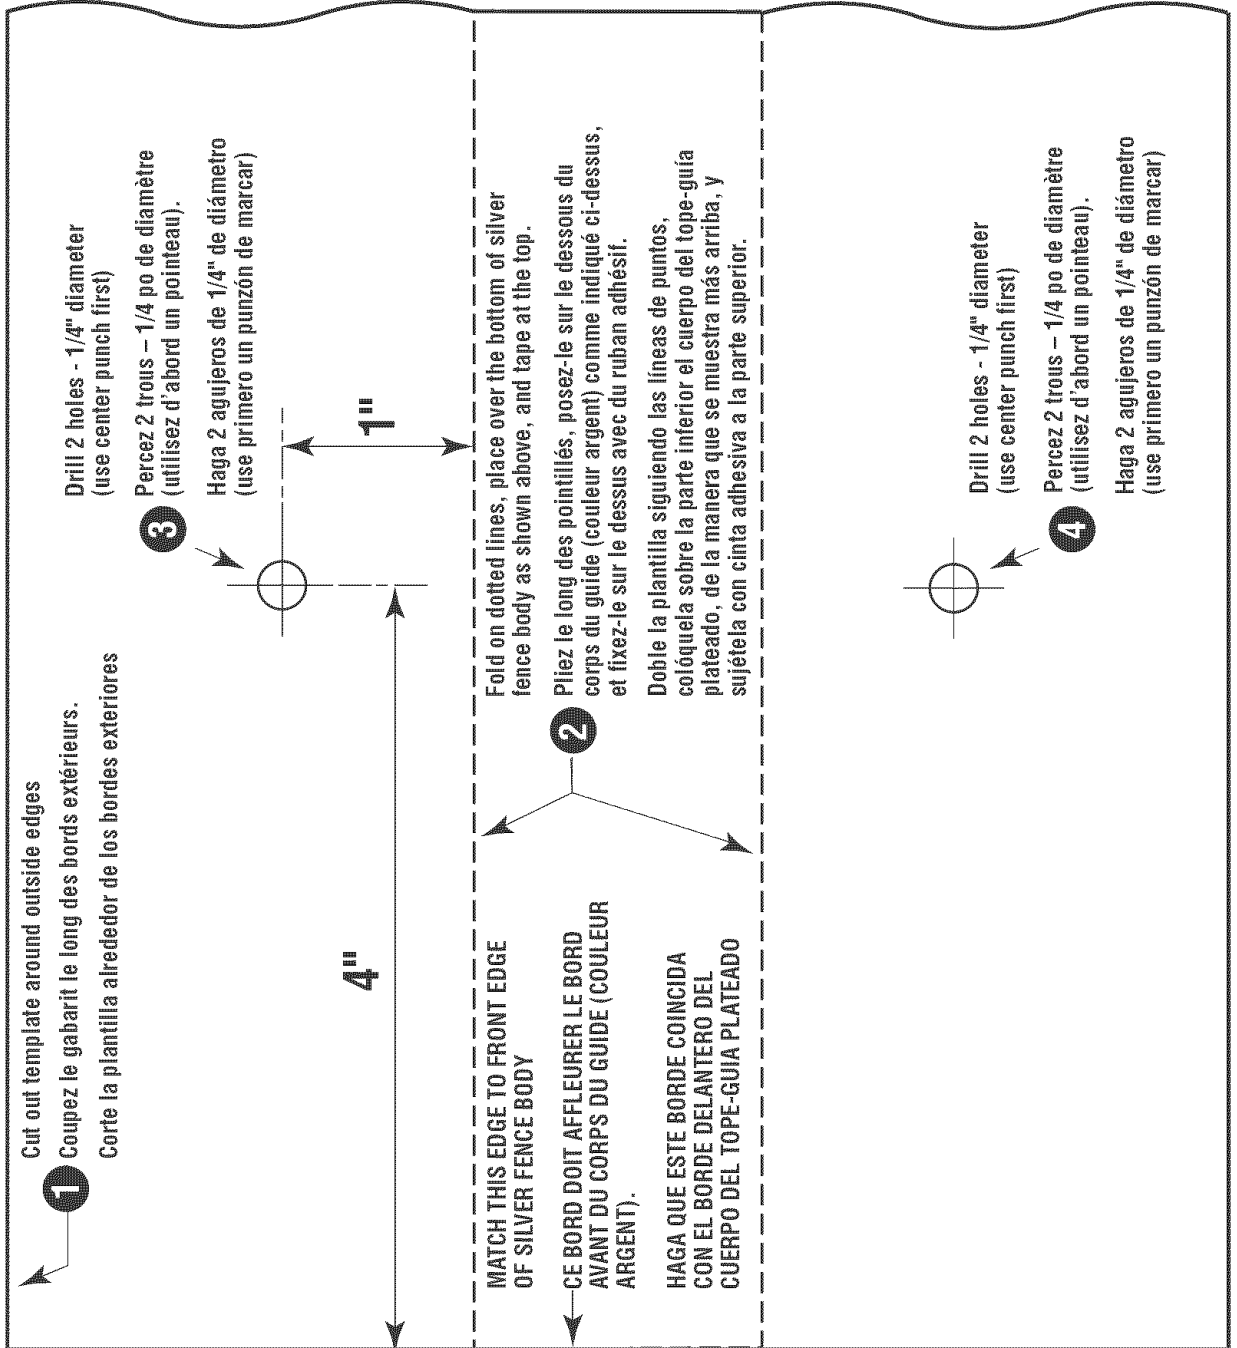 Cut out template around outside edges
1 Coupez le gabarit le long des bords extérieurs.
Corte la plantilla alrededor de los bordes exteriores
Drill 2 holes - 1/4" diameter
(use center punch first)
3 Percez 2 trous – 1/4 po de diamètre
(utilisez d'abord un pointeau).
Haga 2 agujeros de 1/4" de diámetro
(use primero un punzón de marcar)
1"
4"
MATCH THIS EDGE TO FRONT EDGE
OF SILVER FENCE BODY
CE BORD DOIT AFFLEURER LE BORD
AVANT DU CORPS DU GUIDE (COULEUR
ARGENT).
HAGA QUE ESTE BORDE COINCIDA
CON EL BORDE DELANTERO DEL
CUERPO DEL TOPE-GUIA PLATEADO
Fold on dotted lines, place over the bottom of silver
fence body as shown above, and tape at the top.
2 Pliez le long des pointillés, posez-le sur le dessous du
corps du guide (couleur argent) comme indiqué ci-dessus,
et fixez-le sur le dessus avec du ruban adhésif.
Doble la plantilla siguiendo las líneas de puntos,
colóquela sobre la parte inferior el cuerpo del tope-guía
plateado, de la manera que se muestra más arriba, y
sujétela con cinta adhesiva a la parte superior.
Drill 2 holes - 1/4" diameter
(use center punch first)
4 Percez 2 trous – 1/4 po de diamètre
(utilisez d'abord un pointeau).
Haga 2 agujeros de 1/4" de diámetro
(use primero un punzón de marcar)